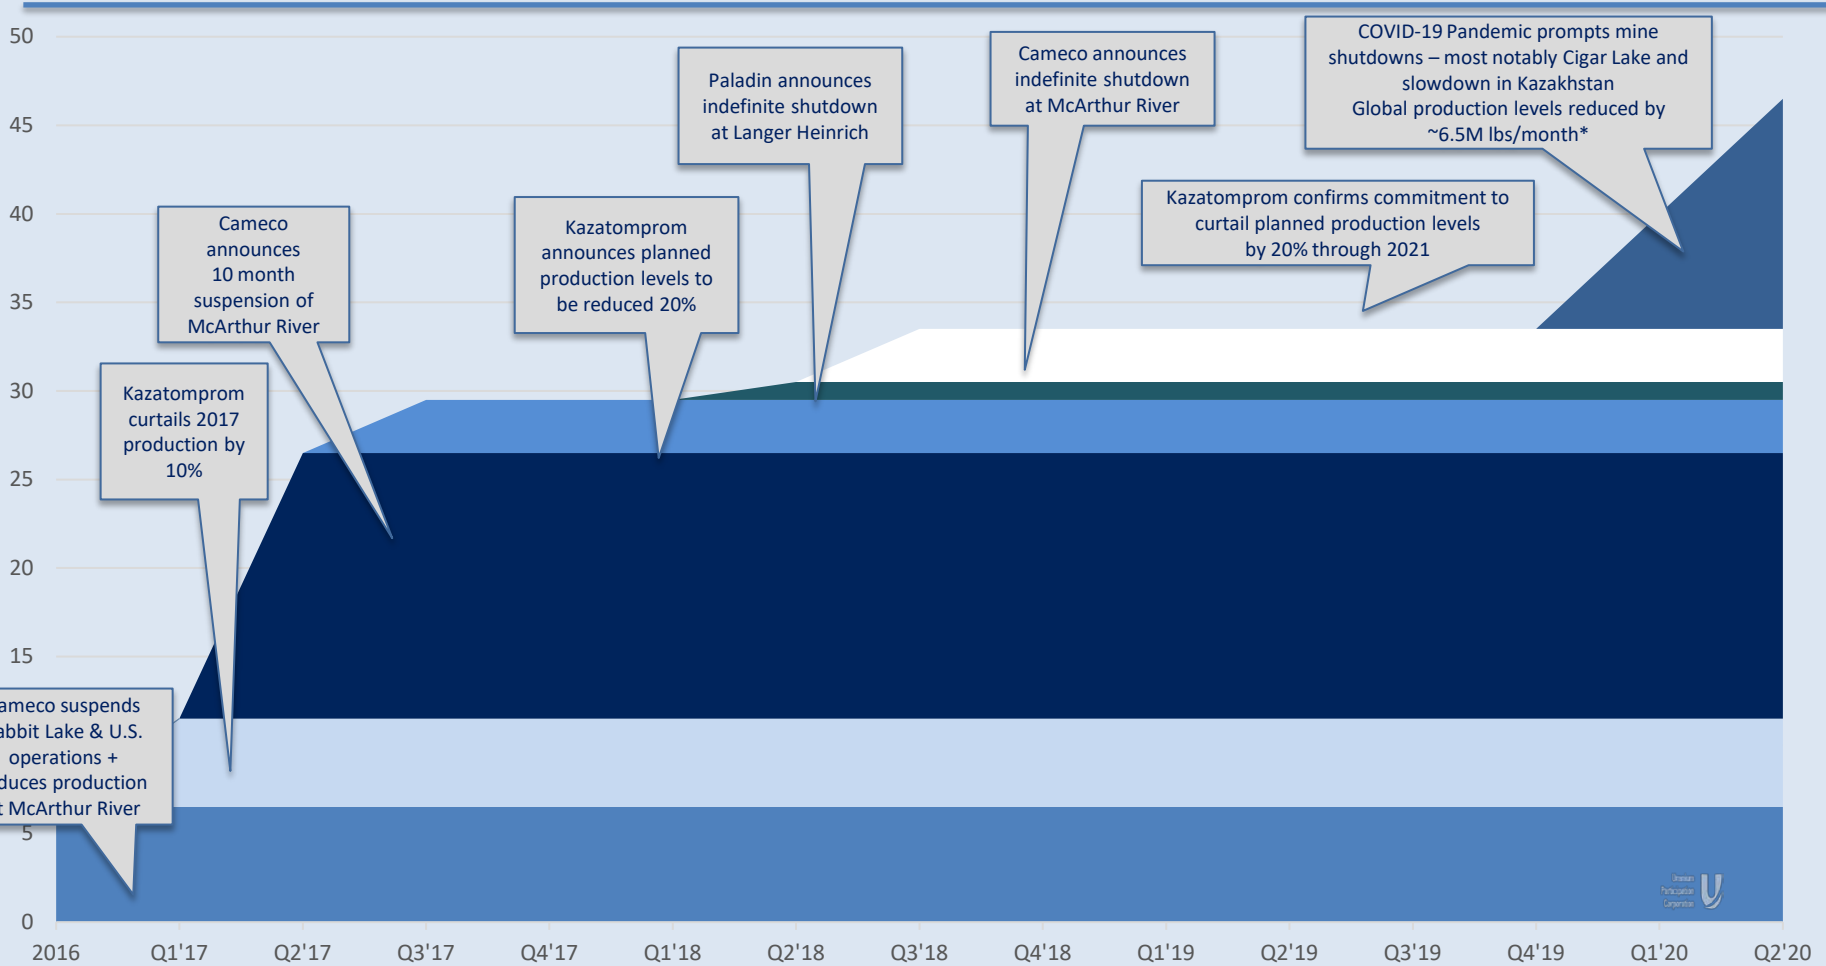 50
45
40
35
30
25
20
15
5
0
COVID-19 Pandemic prompts mine
shutdowns – most notably Cigar Lake and
slowdown in Kazakhstan
Global production levels reduced by
~6.5M lbs/month*
Cameco announces
indefinite shutdown
at McArthur River
Paladin announces
indefinite shutdown
at Langer Heinrich
Kazatomprom confirms commitment to
curtail planned production levels
by 20% through 2021
Kazatomprom
announces planned
production levels to
be reduced 20%
Cameco
announces
10 month
suspension of
McArthur River
Kazatomprom
curtails 2017
production by
10%
ameco suspends
abbit Lake & U.S.
operations +
duces production
t McArthur River
Uranium
Participation
Corporation
2016 Q1'17 Q2'17 Q3'17 Q4'17 Q1'18 Q2'18 Q3'18 Q4'18 Q1'19 Q2'19 Q3'19 Q4'19 Q1'20 Q2'20